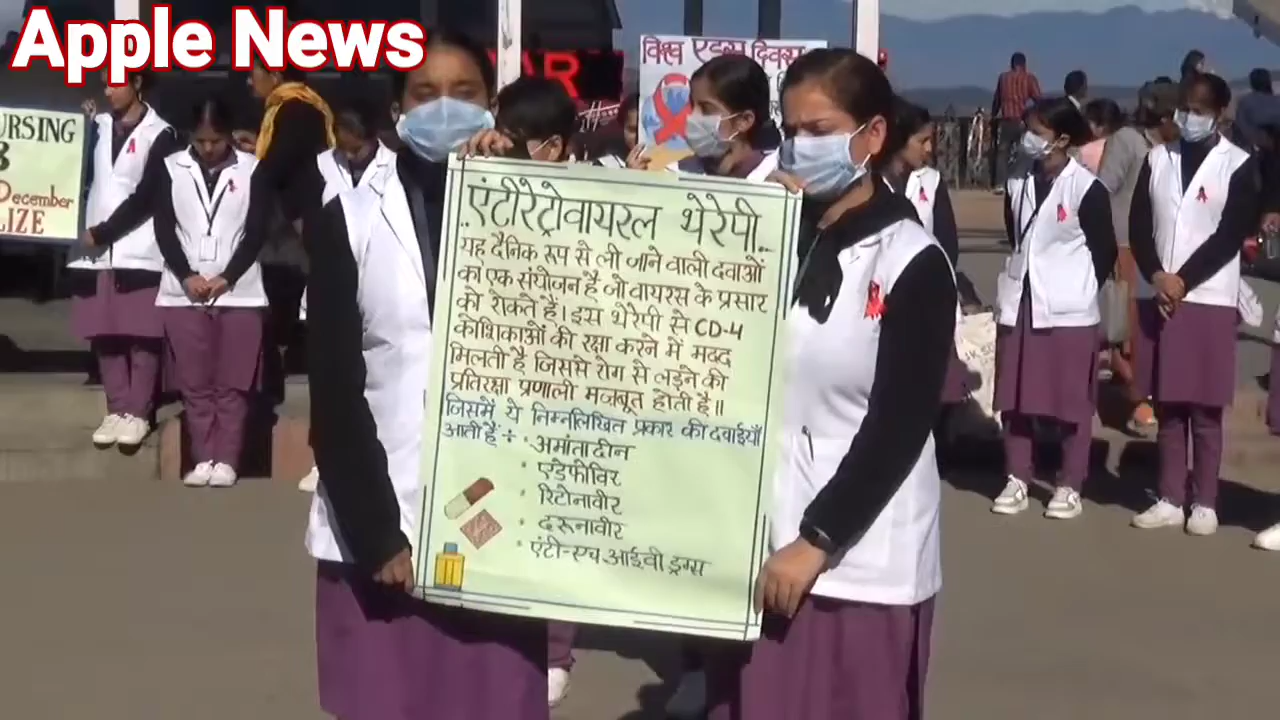 Apple News
URSING
December
LIZE
AR
विश्व एड्स दिवस
..एंटीरेट्रोवायरल थेरेपी..
यह दैनिक रूप से ली जाने वाली दवाओं
का एक संयोजन है जो वायरस के प्रसार
को रोकते हैं। इस थेरेपी से CD-4
कोशिकाओं की रक्षा करने में मदद
मिलती है जिससे रोग से लड़ने की
प्रतिरक्षा प्रणाली मजबूत होती है॥
जिसमें ये निम्नलिखित प्रकार की दवाईयाँ
आती हैं ÷ • अमांतादीन
• एडेफीविर
• रिटोनावीर
• दरूनावीर
• एंटी-एच आईवी ड्रग्स